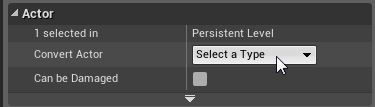 Actor
1 selected in Persistent Level
Convert Actor Select a Type
Can be Damaged